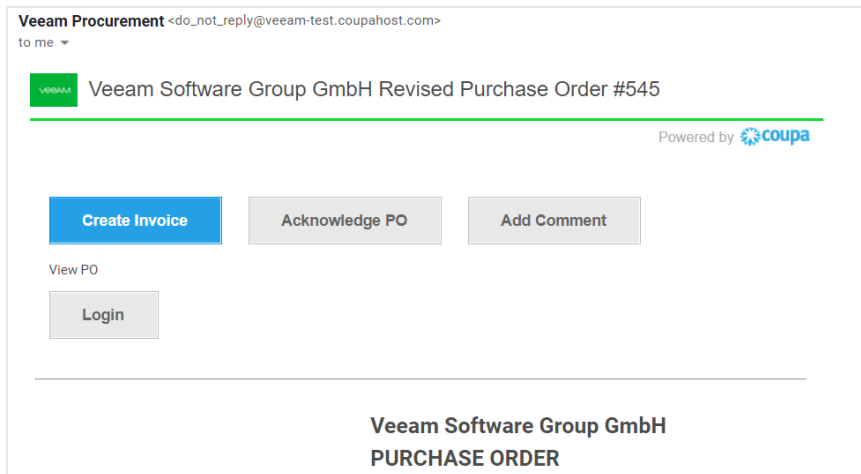 Veeam Procurement <do_not_reply@veeam-test.coupahost.com>
to me
veeam Veeam Software Group GmbH Revised Purchase Order #545
Powered by coupa
Create Invoice Acknowledge PO Add Comment
View PO
Login
Veeam Software Group GmbH
PURCHASE ORDER